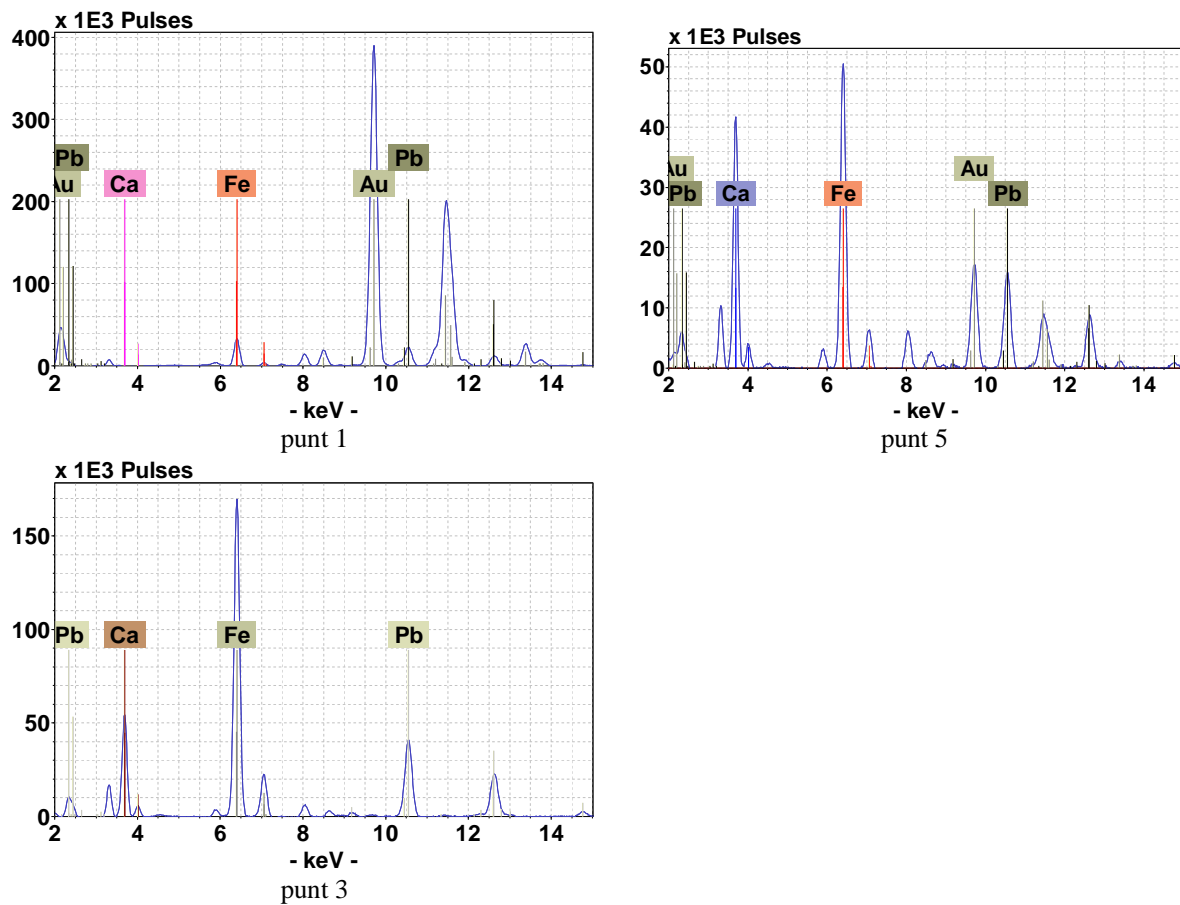 x 1E3 Pulses
400
300
200
100
0
Pb
Au
Ca
Fe
Au
Pb
2 4 6 8 10 12 14
- keV -
punt 1
x 1E3 Pulses
50
40
30
20
10
0
Au
Pb
Ca
Fe
Au
Pb
2 4 6 8 10 12 14
- keV -
punt 5
x 1E3 Pulses
150
100
50
0
Pb
Ca
Fe
Pb
2 4 6 8 10 12 14
- keV -
punt 3